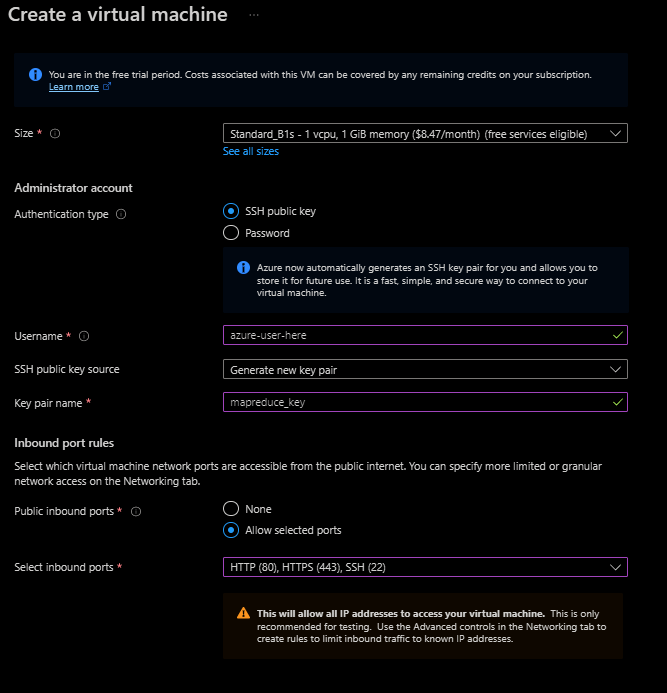 Create a virtual machine ...
You are in the free trial period. Costs associated with this VM can be covered by any remaining credits on your subscription.
Learn more
Size *
Standard_B1s - 1 vcpu, 1 GiB memory ($8.47/month) (free services eligible)
See all sizes
Administrator account
Authentication type
SSH public key
Password
Azure now automatically generates an SSH key pair for you and allows you to
store it for future use. It is a fast, simple, and secure way to connect to your
virtual machine.
Username *
azure-user-here
SSH public key source
Generate new key pair
Key pair name *
mapreduce_key
Inbound port rules
Select which virtual machine network ports are accessible from the public internet. You can specify more limited or granular
network access on the Networking tab.
Public inbound ports *
None
Allow selected ports
Select inbound ports *
HTTP (80), HTTPS (443), SSH (22)
This will allow all IP addresses to access your virtual machine. This is only
recommended for testing. Use the Advanced controls in the Networking tab to
create rules to limit inbound traffic to known IP addresses.